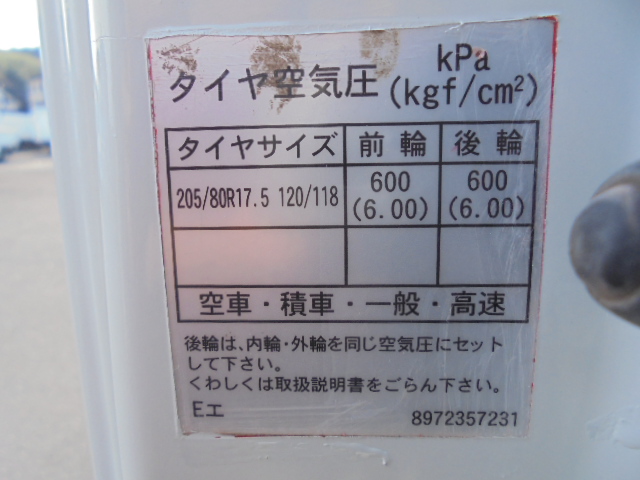 タイヤ空気圧 kPa (kgf/cm²)
タイヤサイズ 前輪 後輪
205/80R17.5 120/118 600 (6.00) 600 (6.00)
空車・積車・一般・高速
後輪は、内輪・外輪を同じ空気圧にセット
して下さい。
くわしくは取扱説明書をごらん下さい。
Eエ 8972357231